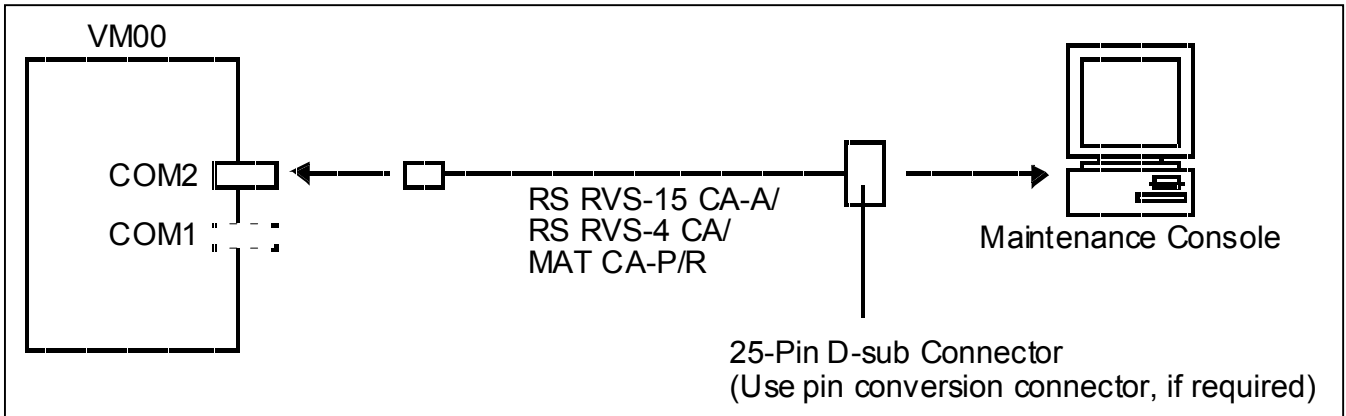 VM00
COM2
COM1
RS RVS-15 CA-A/
RS RVS-4 CA/
MAT CA-P/R
Maintenance Console
25-Pin D-sub Connector
(Use pin conversion connector, if required)